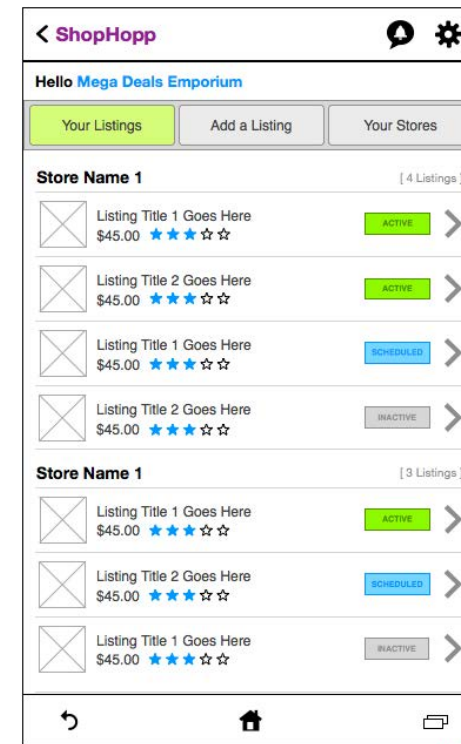 ShopHopp
Hello Mega Deals Emporium
Your Listings Add a Listing Your Stores
Store Name 1 [ 4 Listings ]
Listing Title 1 Goes Here
$45.00 ACTIVE
Listing Title 2 Goes Here
$45.00 ACTIVE
Listing Title 1 Goes Here
$45.00 SCHEDULED
Listing Title 2 Goes Here
$45.00 INACTIVE
Store Name 1 [ 3 Listings ]
Listing Title 1 Goes Here
$45.00 ACTIVE
Listing Title 2 Goes Here
$45.00 SCHEDULED
Listing Title 1 Goes Here
$45.00 INACTIVE